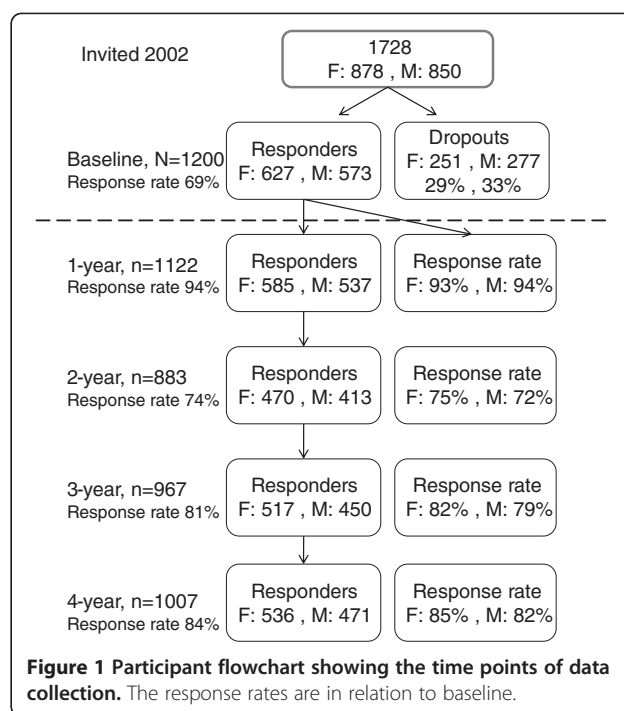 Invited 2002
1728
F: 878 , M: 850
Baseline, N=1200
Response rate 69%
Responders
F: 627 , M: 573
Dropouts
F: 251 , M: 277
29% , 33%
1-year, n=1122
Response rate 94%
Responders
F: 585 , M: 537
Response rate
F: 93% , M: 94%
2-year, n=883
Response rate 74%
Responders
F: 470 , M: 413
Response rate
F: 75% , M: 72%
3-year, n=967
Response rate 81%
Responders
F: 517 , M: 450
Response rate
F: 82% , M: 79%
4-year, n=1007
Response rate 84%
Responders
F: 536 , M: 471
Response rate
F: 85% , M: 82%
Figure 1 Participant flowchart showing the time points of data
collection. The response rates are in relation to baseline.